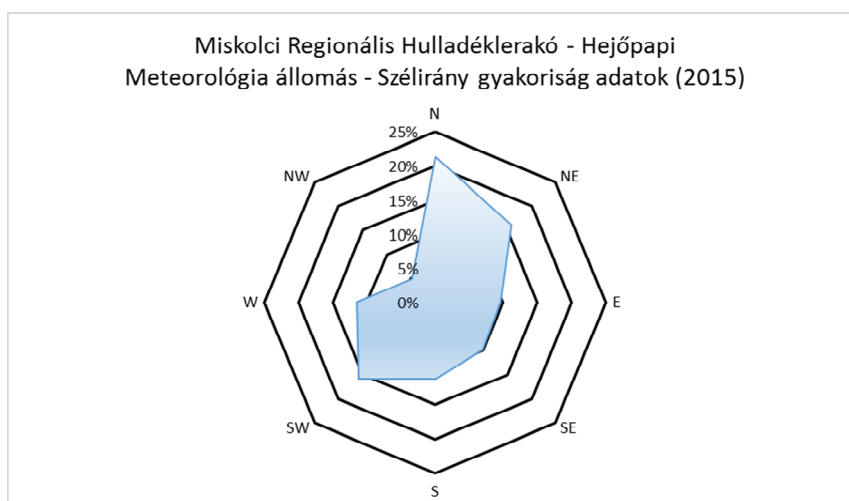 Miskolci Regionális Hulladéklerakó - Hejőpapi
Meteorológia állomás - Szélirány gyakoriság adatok (2015)
N
25%
NW
20%
NE
15%
10%
5%
W
0%
E
SW
SE
S